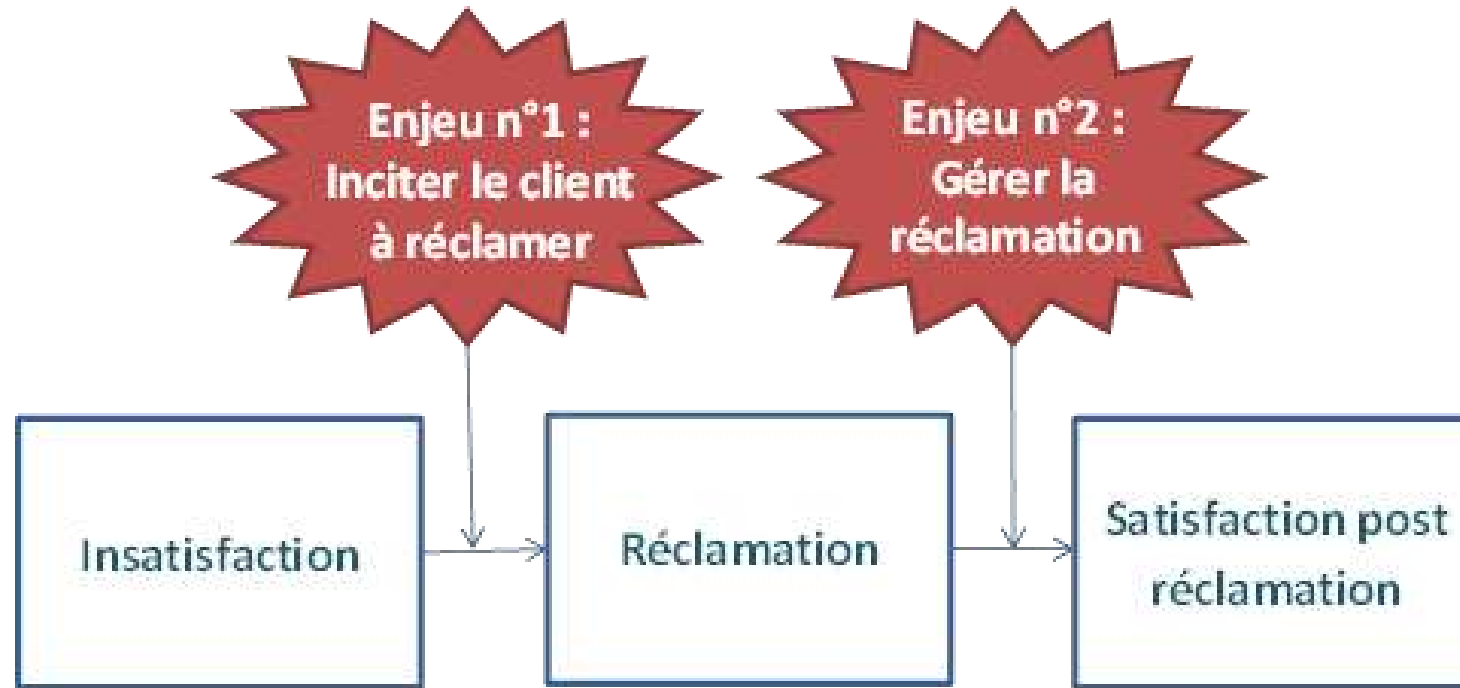 Enjeu n°1 :
Inciter le client
à réclamer
Enjeu n°2 :
Gérer la
réclamation
Insatisfaction
Réclamation
Satisfaction post
réclamation